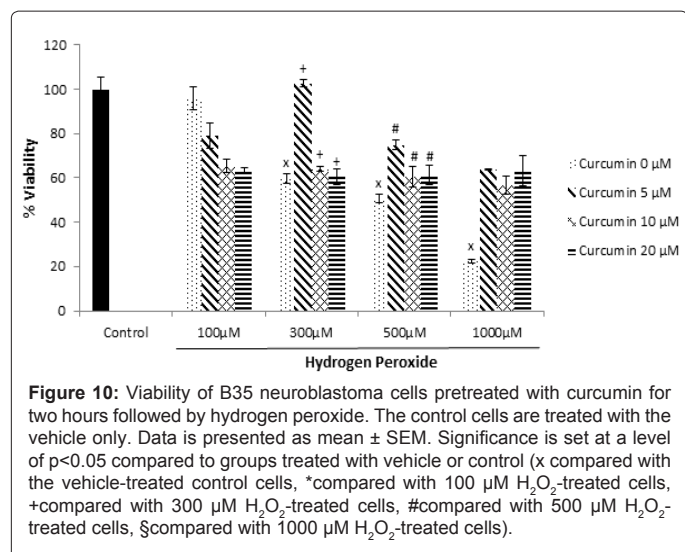 120
100
80
60
40
20
0
% Viability
+
x
+
+
#
x
#
#
x
Curcumin 0 µM
Curcumin 5 µM
Curcumin 10 µM
Curcumin 20 µM
Control
100µM
300µM
500µM
1000µM
Hydrogen Peroxide
Figure 10: Viability of B35 neuroblastoma cells pretreated with curcumin for
two hours followed by hydrogen peroxide. The control cells are treated with the
vehicle only. Data is presented as mean ± SEM. Significance is set at a level
of p<0.05 compared to groups treated with vehicle or control (x compared with
the vehicle-treated control cells, *compared with 100 µM H₂O₂-treated cells,
+compared with 300 µM H₂O₂-treated cells, #compared with 500 µM H₂O₂-
treated cells, §compared with 1000 µM H₂O₂-treated cells).